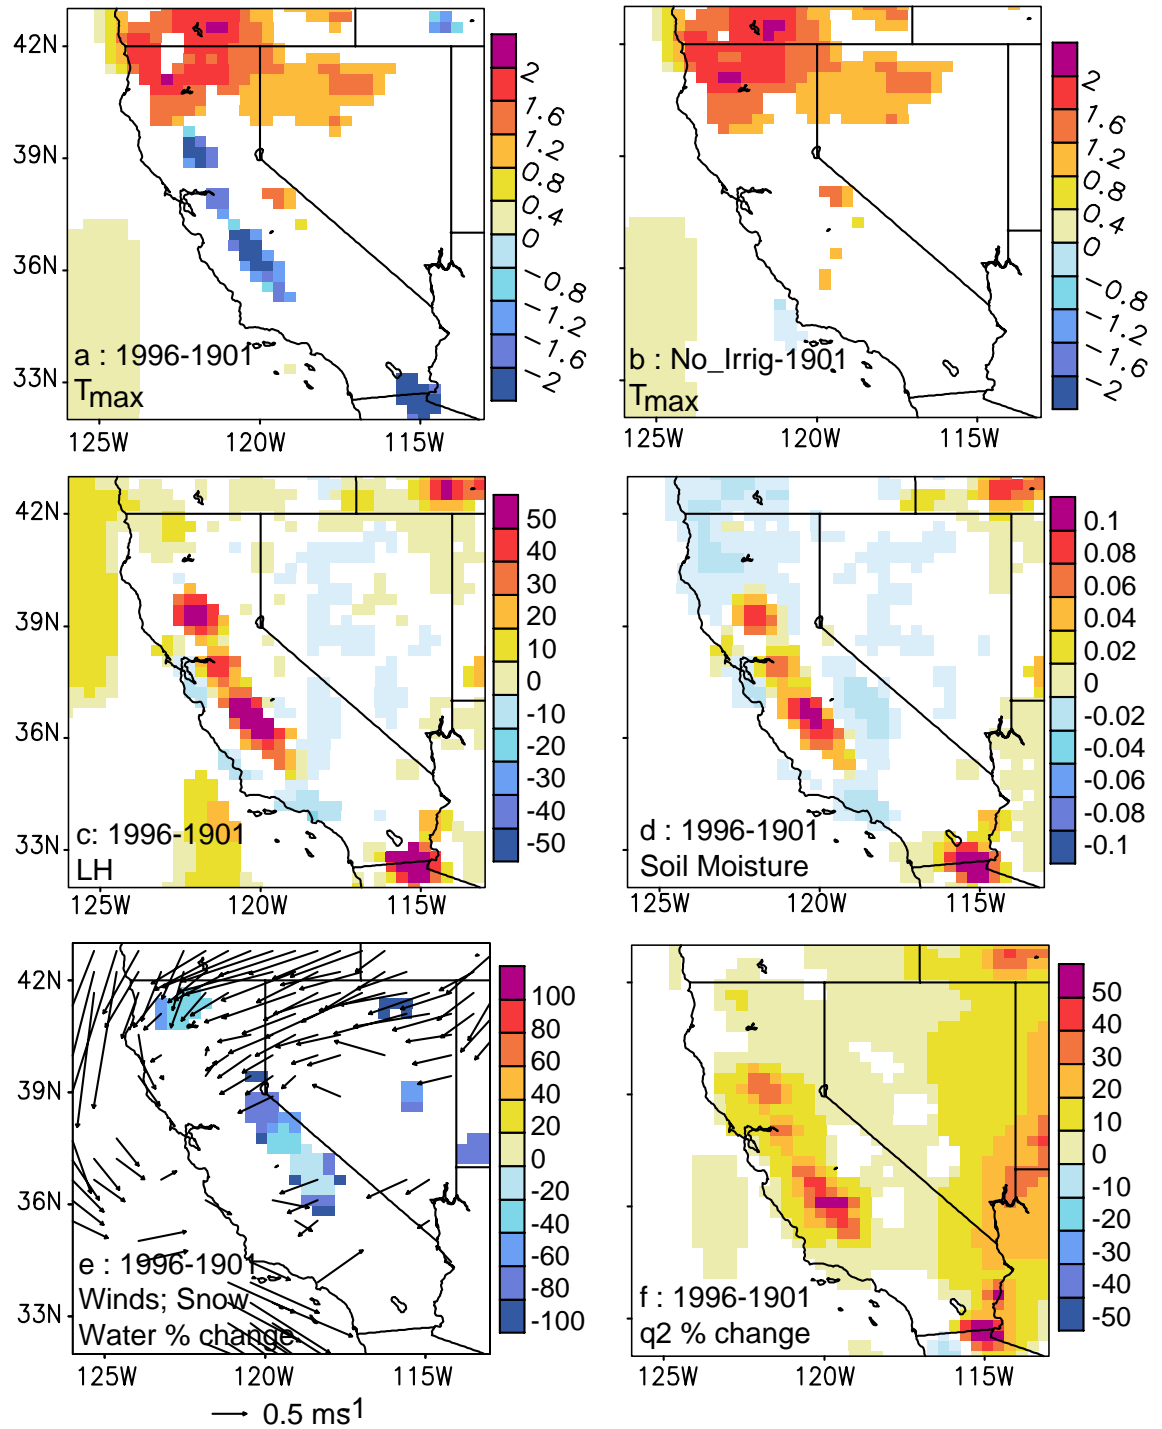 42N
39N
36N
33N
125W 120W 115W
a : 1996-1901
Tmax
2
1.6
1.2
0.8
0.4
0
−0.8
−1.2
−1.6
−2
125W 120W 115W
b : No_Irrig-1901
Tmax
2
1.6
1.2
0.8
0.4
0
−0.8
−1.2
−1.6
−2
42N
39N
36N
33N
125W 120W 115W
c: 1996-1901
LH
50
40
30
20
10
0
-10
-20
-30
-40
-50
125W 120W 115W
d : 1996-1901
Soil Moisture
0.1
0.08
0.06
0.04
0.02
0
-0.02
-0.04
-0.06
-0.08
-0.1
42N
39N
36N
33N
125W 120W 115W
e : 1996-1901
Winds; Snow
Water % change
100
80
60
40
20
0
-20
-40
-60
-80
-100
0.5 ms1
125W 120W 115W
f : 1996-1901
q2 % change
50
40
30
20
10
0
-10
-20
-30
-40
-50